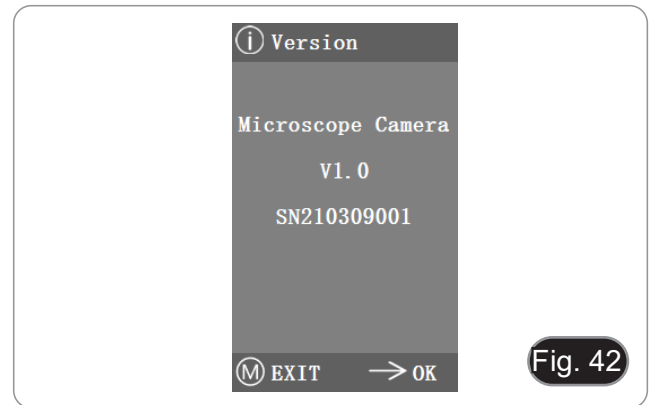 i Version
Microscope Camera
V1.0
SN210309001
M EXIT → OK
Fig. 42